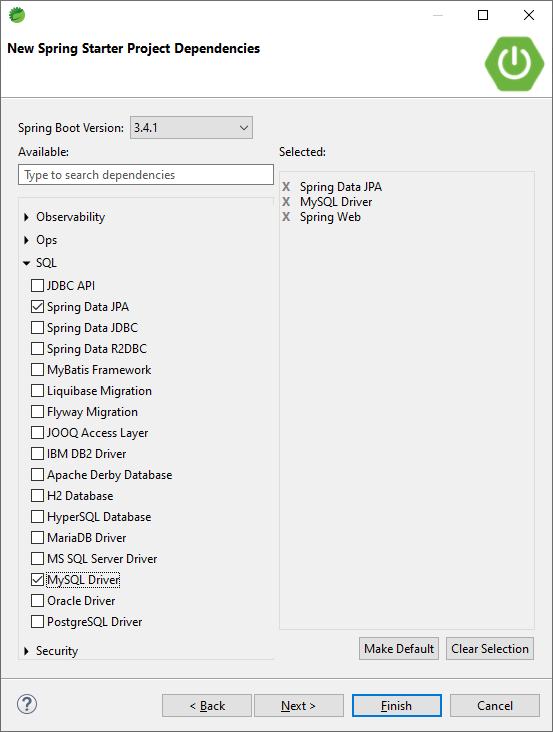 New Spring Starter Project Dependencies
Spring Boot Version: 3.4.1
Available:
Type to search dependencies
Observability
Ops
SQL
JDBC API
Spring Data JPA
Spring Data JDBC
Spring Data R2DBC
MyBatis Framework
Liquibase Migration
Flyway Migration
JOOQ Access Layer
IBM DB2 Driver
Apache Derby Database
H2 Database
HyperSQL Database
MariaDB Driver
MS SQL Server Driver
MySQL Driver
Oracle Driver
PostgreSQL Driver
Security
Selected:
X Spring Data JPA
X MySQL Driver
X Spring Web
Make Default Clear Selection
? < Back Next > Finish Cancel